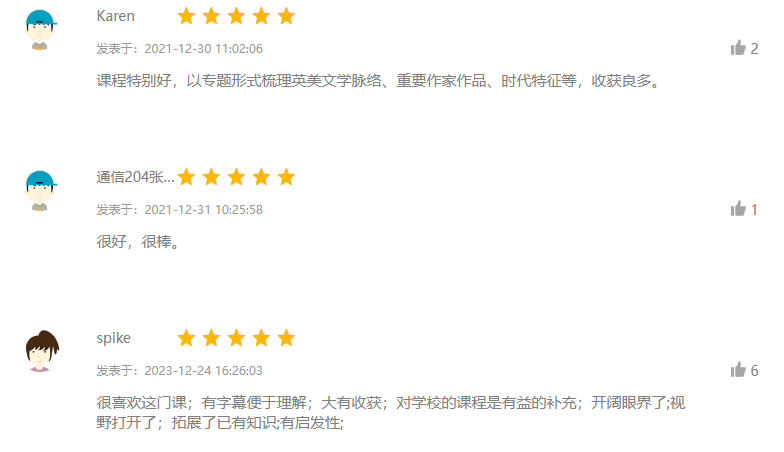 Karen
发表于：2021-12-30 11:02:06
2
课程特别好，以专题形式梳理英美文学脉络、重要作家作品、时代特征等，收获良多。
通信204张...
发表于：2021-12-31 10:25:58
1
很好，很棒。
spike
发表于：2023-12-24 16:26:03
6
很喜欢这门课；有字幕便于理解；大有收获；对学校的课程是有益的补充；开阔眼界了;视
野打开了；拓展了已有知识;有启发性;